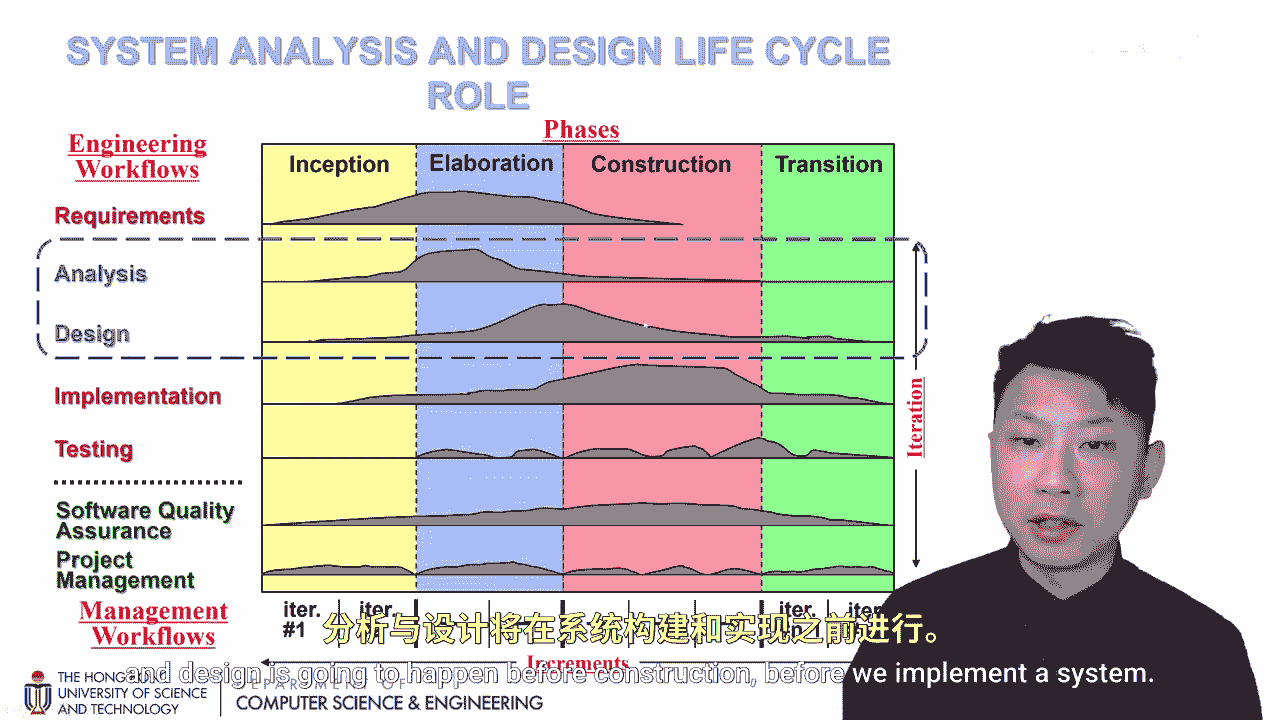 SYSTEM ANALYSIS AND DESIGN LIFE CYCLE
ROLE
Phases
Engineering
Workflows
Inception
Elaboration
Construction
Transition
Requirements
Analysis
Design
Implementation
Testing
Iteration
Software Quality
Assurance
Project
Management
Management
Workflows
iter.
#1
iter.
iter.
iter.
分析与设计将在系统构建和实现之前进行。
Increments
and design is going to happen before construction, before we implement a system.
THE HONG
UNIVERSITY OF SCIENCE
AND TECHNOLOGY
COMPUTER SCIENCE & ENGINEERING